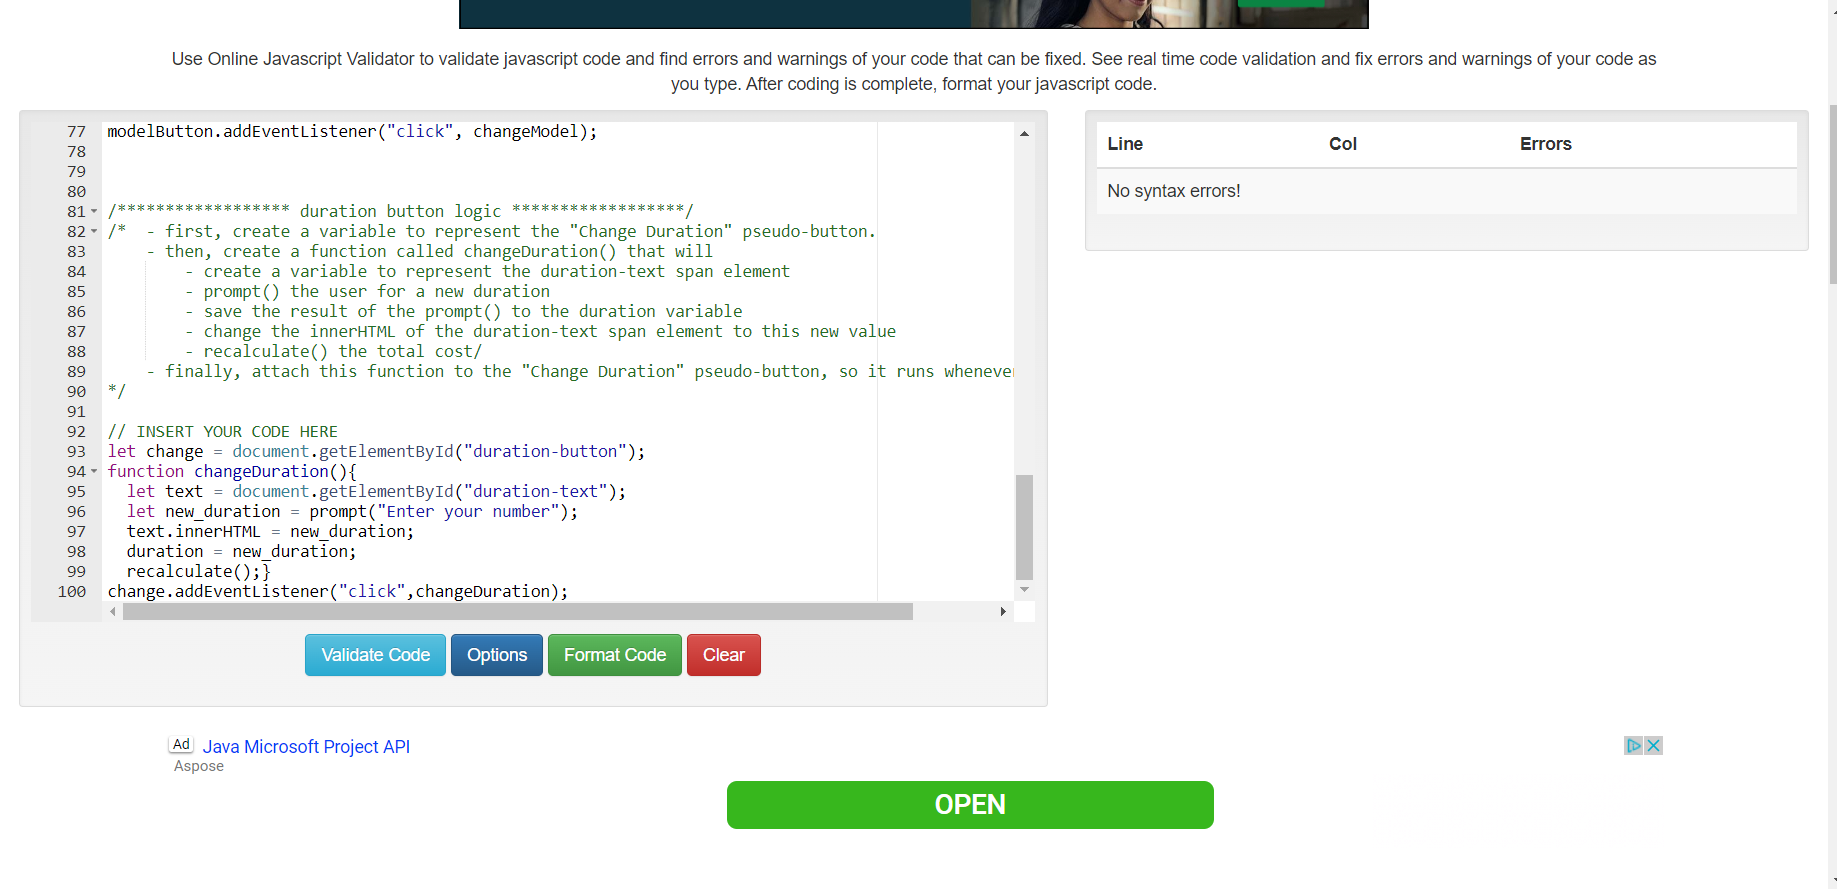 Use Online Javascript Validator to validate javascript code and find errors and warnings of your code that can be fixed. See real time code validation and fix errors and warnings of your code as
you type. After coding is complete, format your javascript code.
77 modelButton.addEventListener("click", changeModel);
78
79
80
81 /****************** duration button logic ******************/
82 /*  - first, create a variable to represent the "Change Duration" pseudo-button.
83     - then, create a function called changeDuration() that will
84         - create a variable to represent the duration-text span element
85         - prompt() the user for a new duration
86         - save the result of the prompt() to the duration variable
87         - change the innerHTML of the duration-text span element to this new value
88         - recalculate() the total cost/
89     - finally, attach this function to the "Change Duration" pseudo-button, so it runs whenever
90 */
91
92 // INSERT YOUR CODE HERE
93 let change = document.getElementById("duration-button");
94 function changeDuration(){
95   let text = document.getElementById("duration-text");
96   let new_duration = prompt("Enter your number");
97   text.innerHTML = new_duration;
98   duration = new_duration;
99   recalculate();}
100 change.addEventListener("click",changeDuration);
Validate Code Options Format Code Clear
Line Col Errors
No syntax errors!
Ad Java Microsoft Project API
Aspose
OPEN